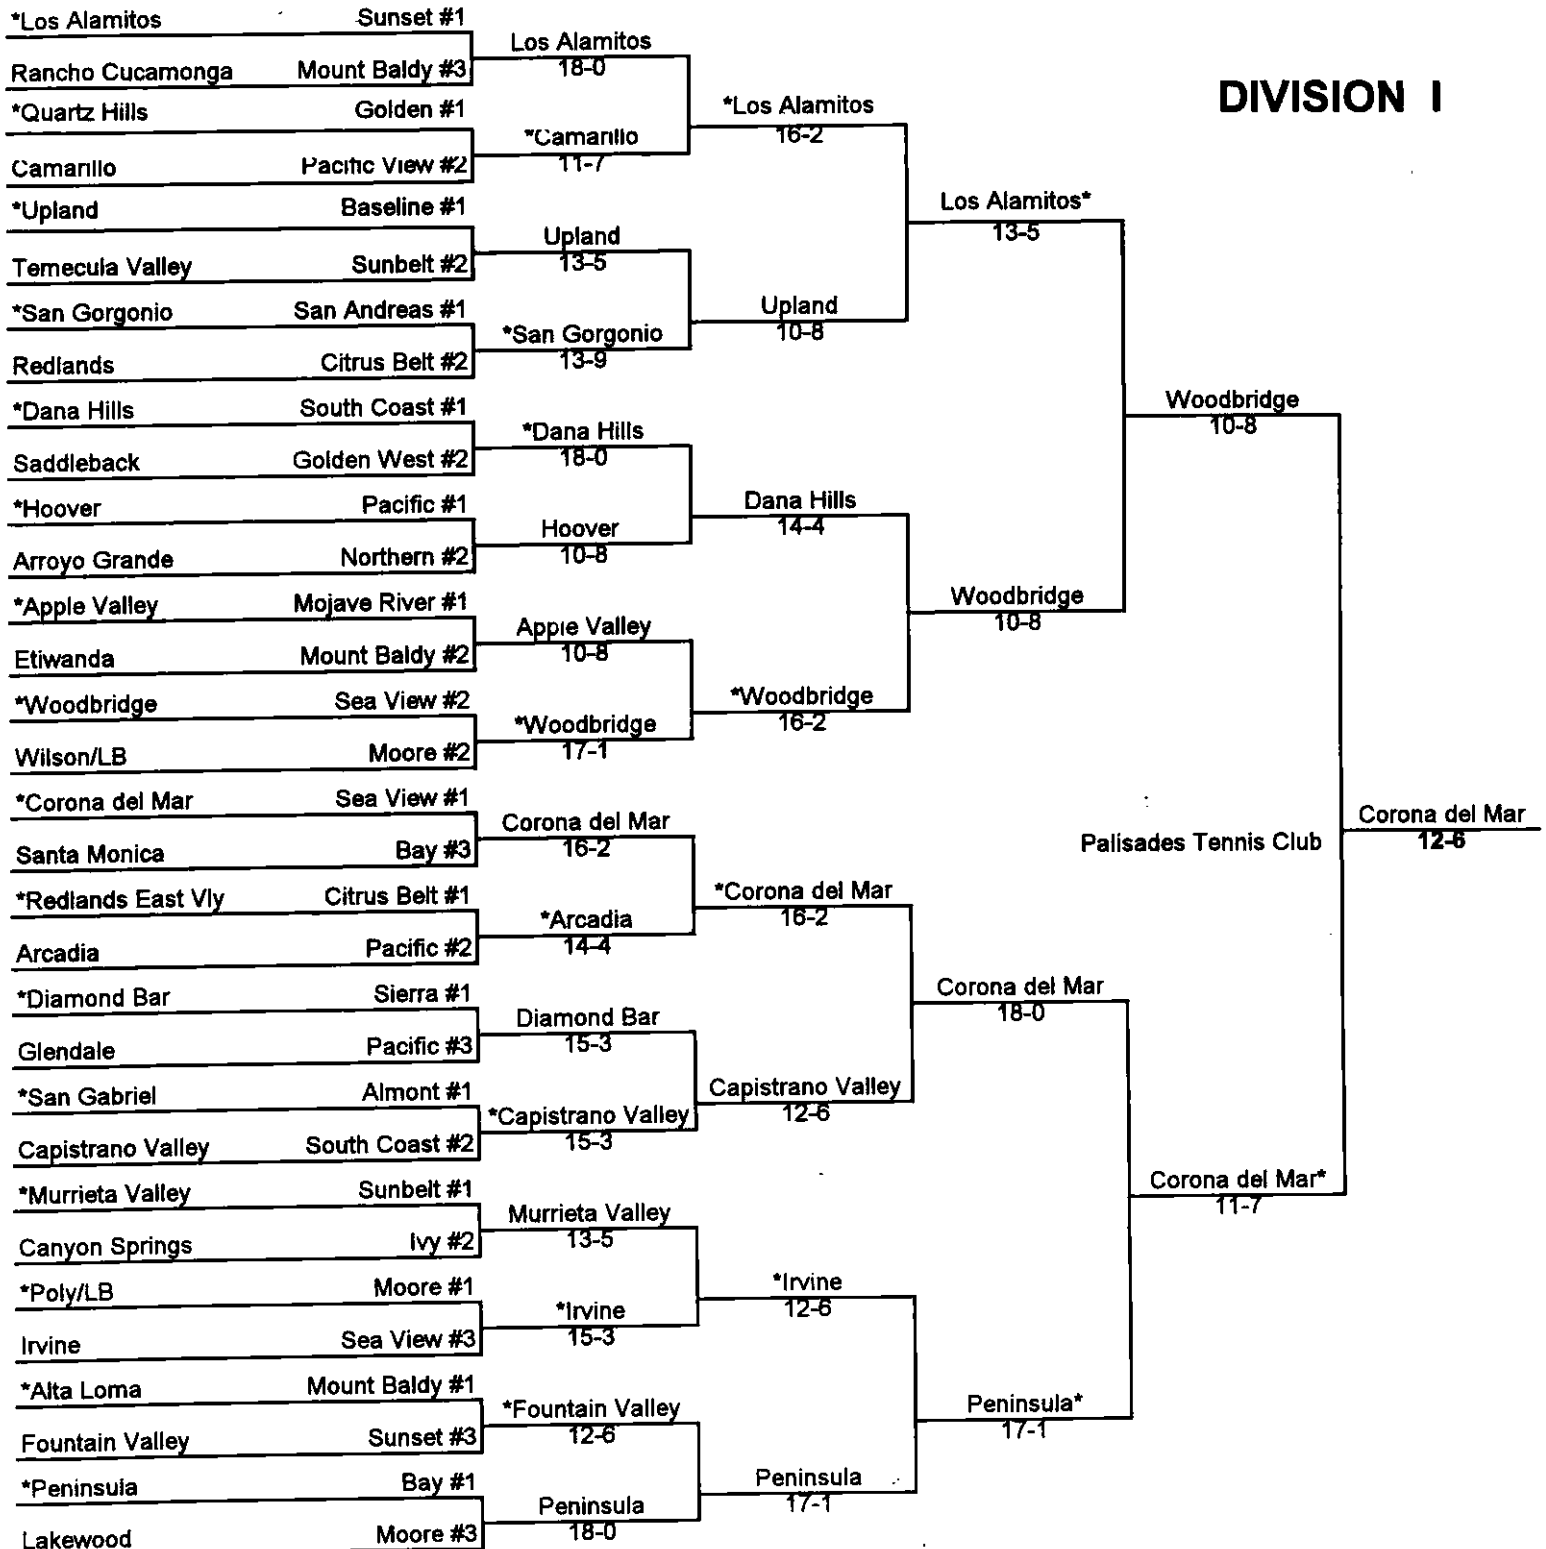 DIVISION I
*Los Alamitos Sunset #1
Rancho Cucamonga Mount Baldy #3
*Quartz Hills Golden #1
Camarillo Pacific View #2
*Upland Baseline #1
Temecula Valley Sunbelt #2
*San Gorgonio San Andreas #1
Redlands Citrus Belt #2
*Dana Hills South Coast #1
Saddleback Golden West #2
*Hoover Pacific #1
Arroyo Grande Northern #2
*Apple Valley Mojave River #1
Etiwanda Mount Baldy #2
*Woodbridge Sea View #2
Wilson/LB Moore #2
*Corona del Mar Sea View #1
Santa Monica Bay #3
*Redlands East Vly Citrus Belt #1
Arcadia Pacific #2
*Diamond Bar Sierra #1
Glendale Pacific #3
*San Gabriel Almont #1
Capistrano Valley South Coast #2
*Murrieta Valley Sunbelt #1
Canyon Springs Ivy #2
*Poly/LB Moore #1
Irvine Sea View #3
*Alta Loma Mount Baldy #1
Fountain Valley Sunset #3
*Peninsula Bay #1
Lakewood Moore #3
Los Alamitos
18-0
*Camarillo
11-7
Upland
13-5
*San Gorgonio
13-9
*Dana Hills
18-0
Hoover
10-8
Apple Valley
10-8
*Woodbridge
17-1
Corona del Mar
16-2
*Arcadia
14-4
Diamond Bar
15-3
*Capistrano Valley
15-3
Murrieta Valley
13-5
*Irvine
15-3
*Fountain Valley
12-6
Peninsula
18-0
*Los Alamitos
16-2
Upland
10-8
Dana Hills
14-4
*Woodbridge
16-2
*Corona del Mar
16-2
Capistrano Valley
12-6
*Irvine
12-6
Peninsula
17-1
Los Alamitos*
13-5
Woodbridge
10-8
Corona del Mar
18-0
Peninsula*
17-1
Woodbridge
10-8
Corona del Mar*
11-7
Palisades Tennis Club
Corona del Mar
12-6